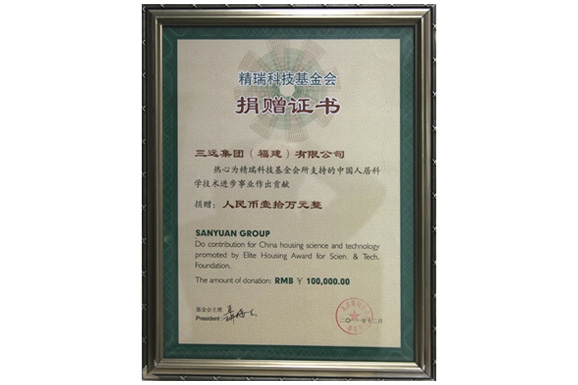 精瑞科技基金会
捐赠证书
三远集团（福建）有限公司
热心为精瑞科技基金会所支持的中国人居科
学技术进步事业作出贡献
捐赠：人民币壹拾万元整
SANYUAN GROUP
Do contribution for China housing science and technology
promoted by Elite Housing Award for Scien. & Tech.
Foundation.
The amount of donation: RMB ¥ 100,000.00
基金会主席
President: